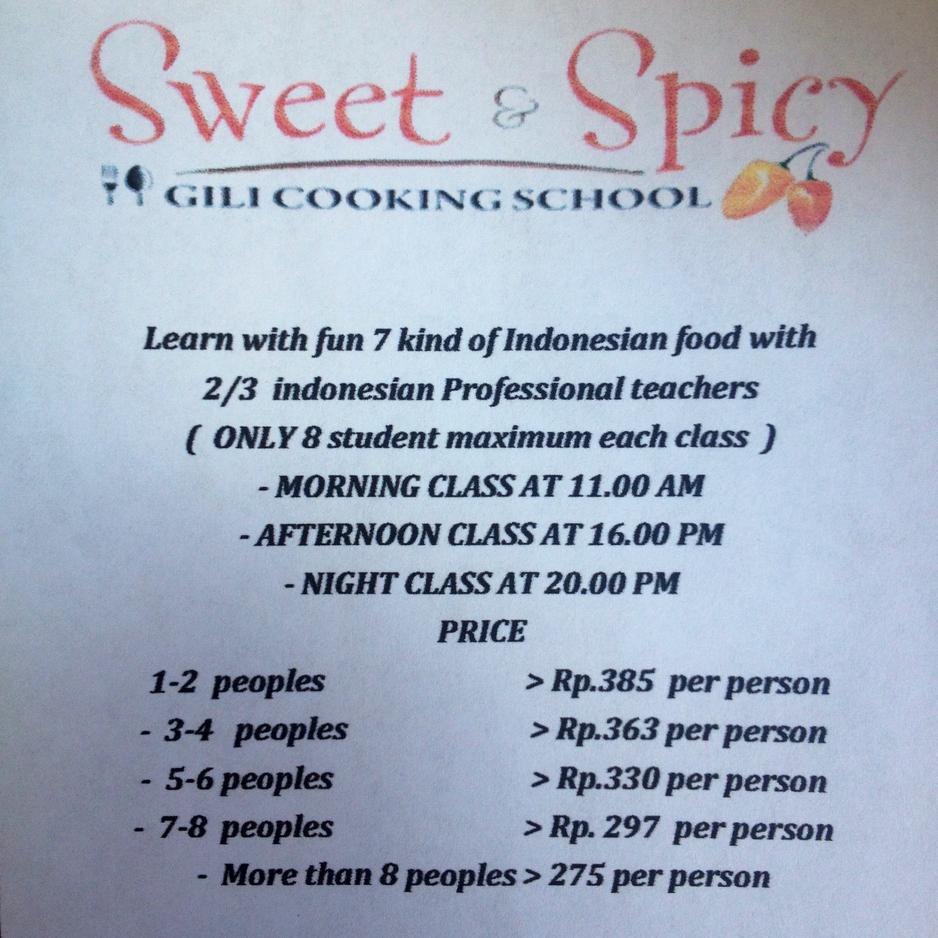 Sweet & Spicy
GILI COOKING SCHOOL
Learn with fun 7 kind of Indonesian food with
2/3 indonesian Professional teachers
( ONLY 8 student maximum each class )
- MORNING CLASS AT 11.00 AM
- AFTERNOON CLASS AT 16.00 PM
- NIGHT CLASS AT 20.00 PM
PRICE
1-2 peoples > Rp.385 per person
- 3-4 peoples > Rp.363 per person
- 5-6 peoples > Rp.330 per person
- 7-8 peoples > Rp. 297 per person
- More than 8 peoples > 275 per person